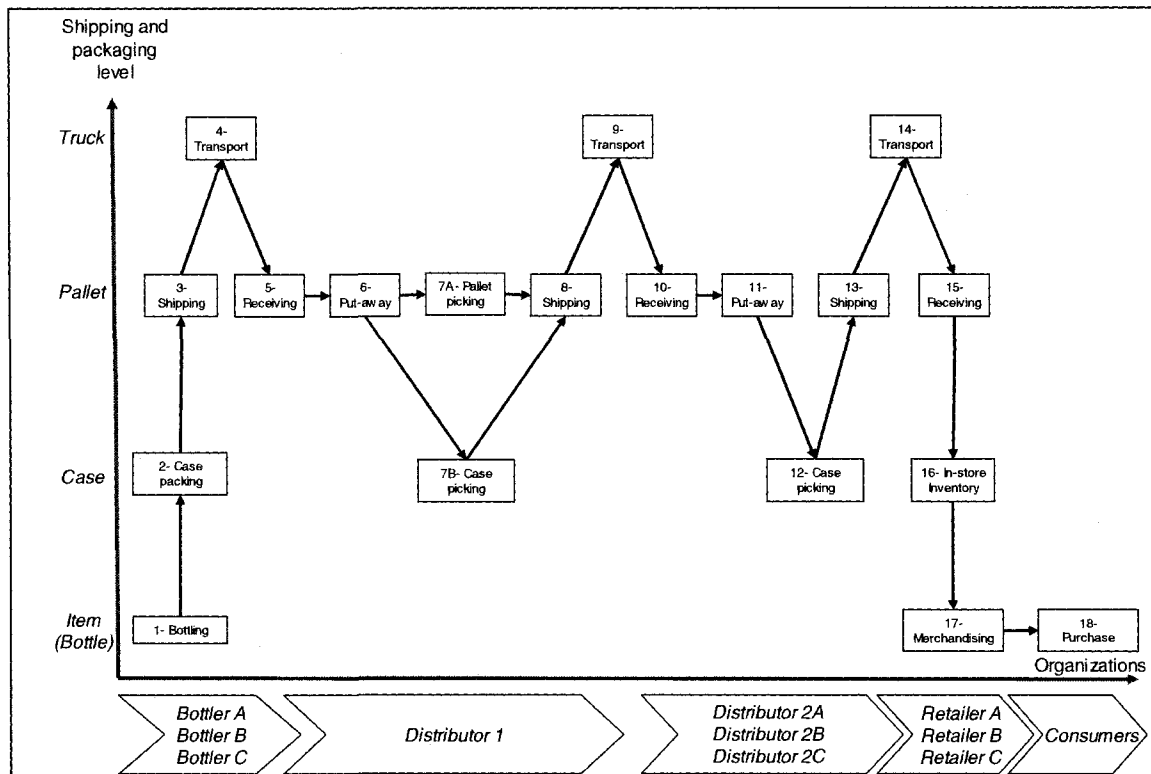 Shipping and
packaging
level
Truck
4-
Transport
9-
Transport
14-
Transport
Pallet
3-
Shipping
5-
Receiving
6-
Put-away
7A- Pallet
picking
8-
Shipping
10-
Receiving
11-
Put-away
13-
Shipping
15-
Receiving
Case
2- Case
packing
7B- Case
picking
12- Case
picking
16- In-store
Inventory
Item
(Bottle)
1- Bottling
17-
Merchandising
18-
Purchase
Organizations
Bottler A
Bottler B
Bottler C
Distributor 1
Distributor 2A
Distributor 2B
Distributor 2C
Retailer A
Retailer B
Retailer C
Consumers